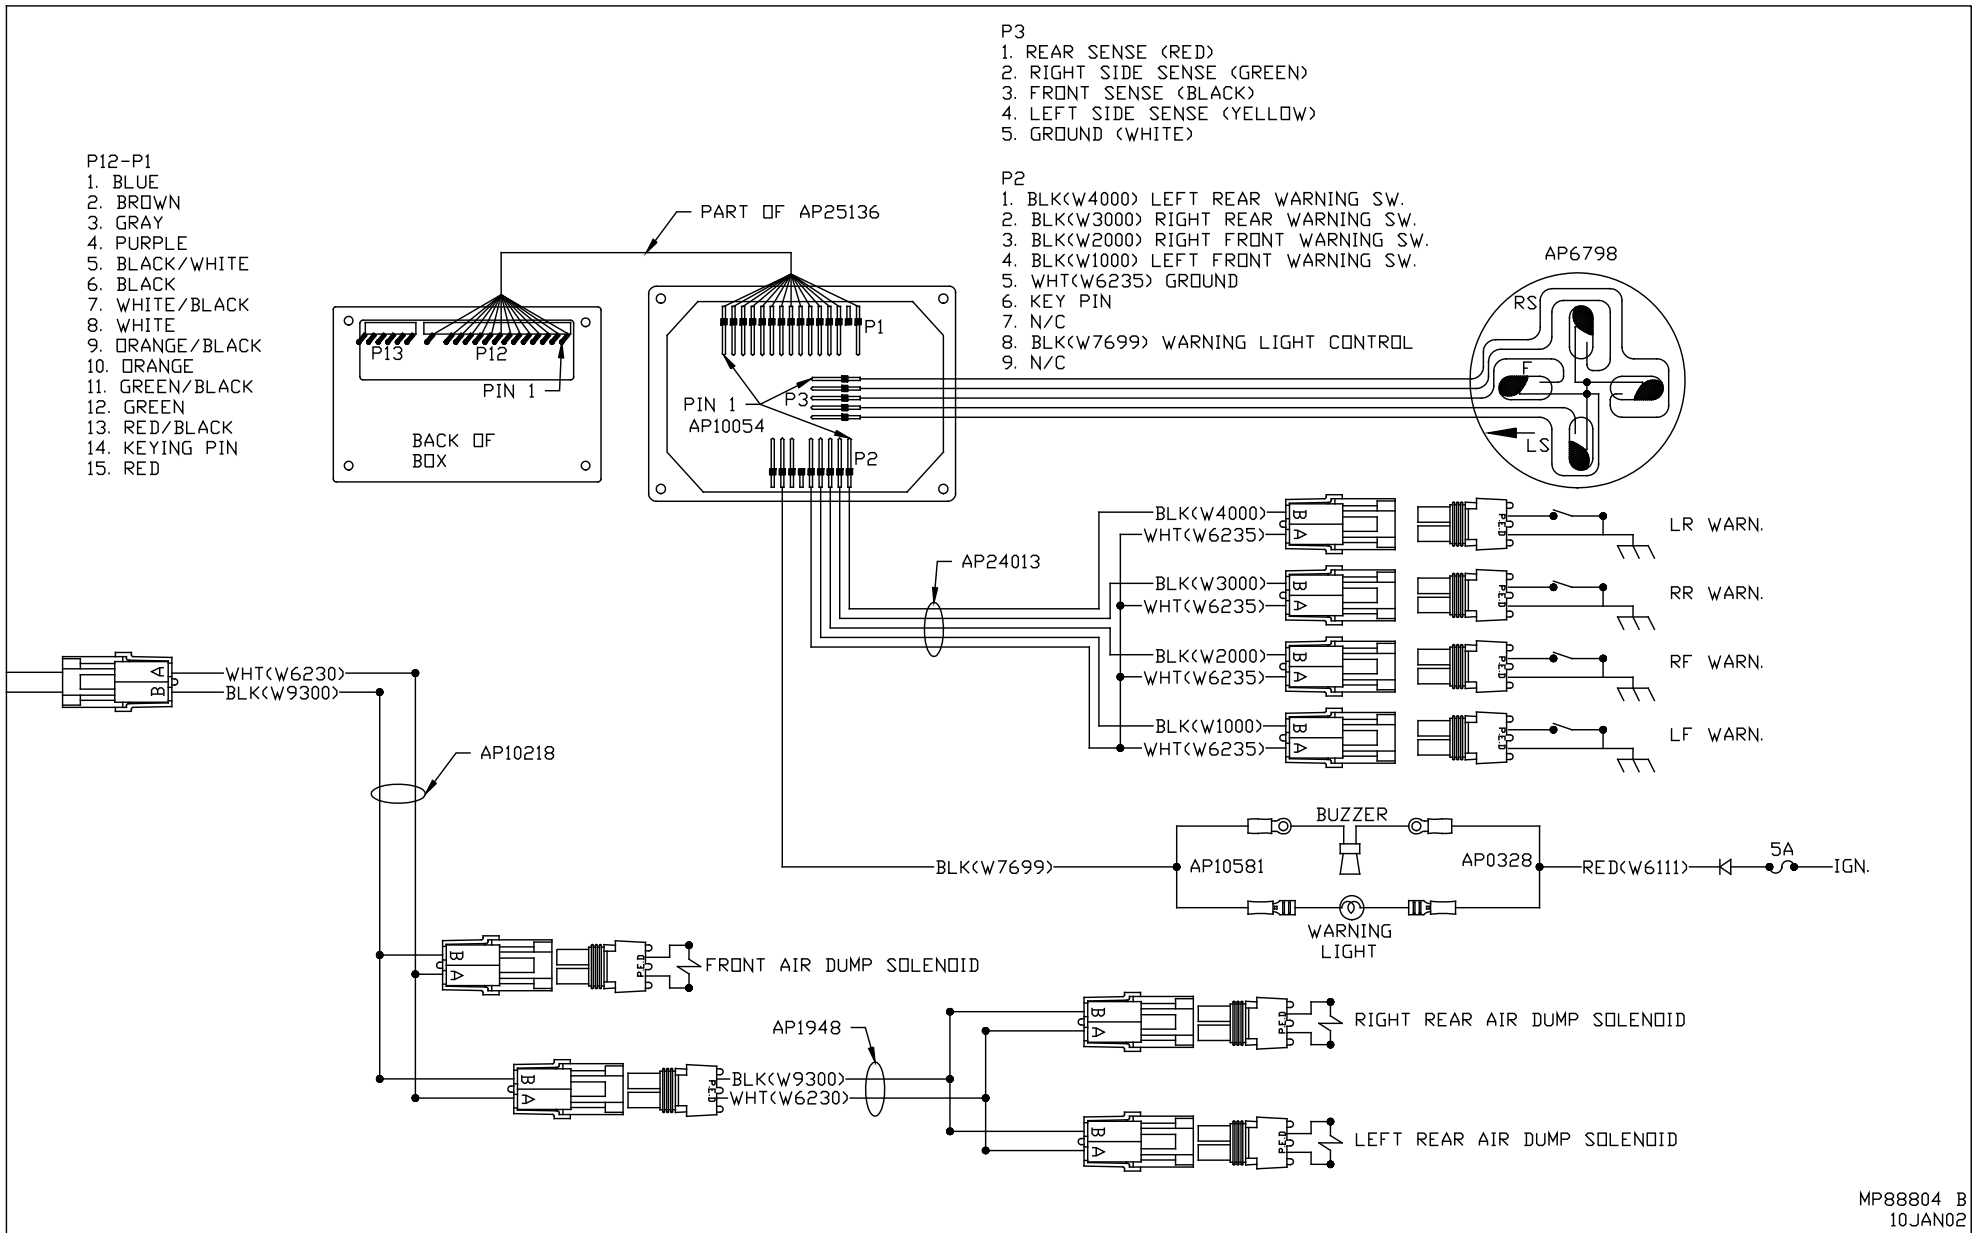 P3
1. REAR SENSE (RED)
2. RIGHT SIDE SENSE (GREEN)
3. FRONT SENSE (BLACK)
4. LEFT SIDE SENSE (YELLOW)
5. GROUND (WHITE)
P12-P1
1. BLUE
2. BROWN
3. GRAY
4. PURPLE
5. BLACK/WHITE
6. BLACK
7. WHITE/BLACK
8. WHITE
9. ORANGE/BLACK
10. ORANGE
11. GREEN/BLACK
12. GREEN
13. RED/BLACK
14. KEYING PIN
15. RED
P2
1. BLK(W4000) LEFT REAR WARNING SW.
2. BLK(W3000) RIGHT REAR WARNING SW.
3. BLK(W2000) RIGHT FRONT WARNING SW.
4. BLK(W1000) LEFT FRONT WARNING SW.
5. WHT(W6235) GROUND
6. KEY PIN
7. N/C
8. BLK(W7699) WARNING LIGHT CONTROL
9. N/C
PART OF AP25136
P13
P12
PIN 1
BACK OF
BOX
P1
PIN 1
AP10054
P3
P2
AP6798
RS
F
LS
AP24013
BLK(W4000)
WHT(W6235)
B
A
P.E.D
LR WARN.
BLK(W3000)
WHT(W6235)
B
A
P.E.D
RR WARN.
BLK(W2000)
WHT(W6235)
B
A
P.E.D
RF WARN.
BLK(W1000)
WHT(W6235)
B
A
P.E.D
LF WARN.
A
B
WHT(W6230)
BLK(W9300)
AP10218
BUZZER
BLK(W7699)
AP10581
AP0328
RED(W6111)
5A
IGN.
WARNING
LIGHT
B
A
P.E.D
FRONT AIR DUMP SOLENOID
AP1948
B
A
P.E.D
BLK(W9300)
WHT(W6230)
B
A
P.E.D
RIGHT REAR AIR DUMP SOLENOID
B
A
P.E.D
LEFT REAR AIR DUMP SOLENOID
MP88804 B
10JAN02